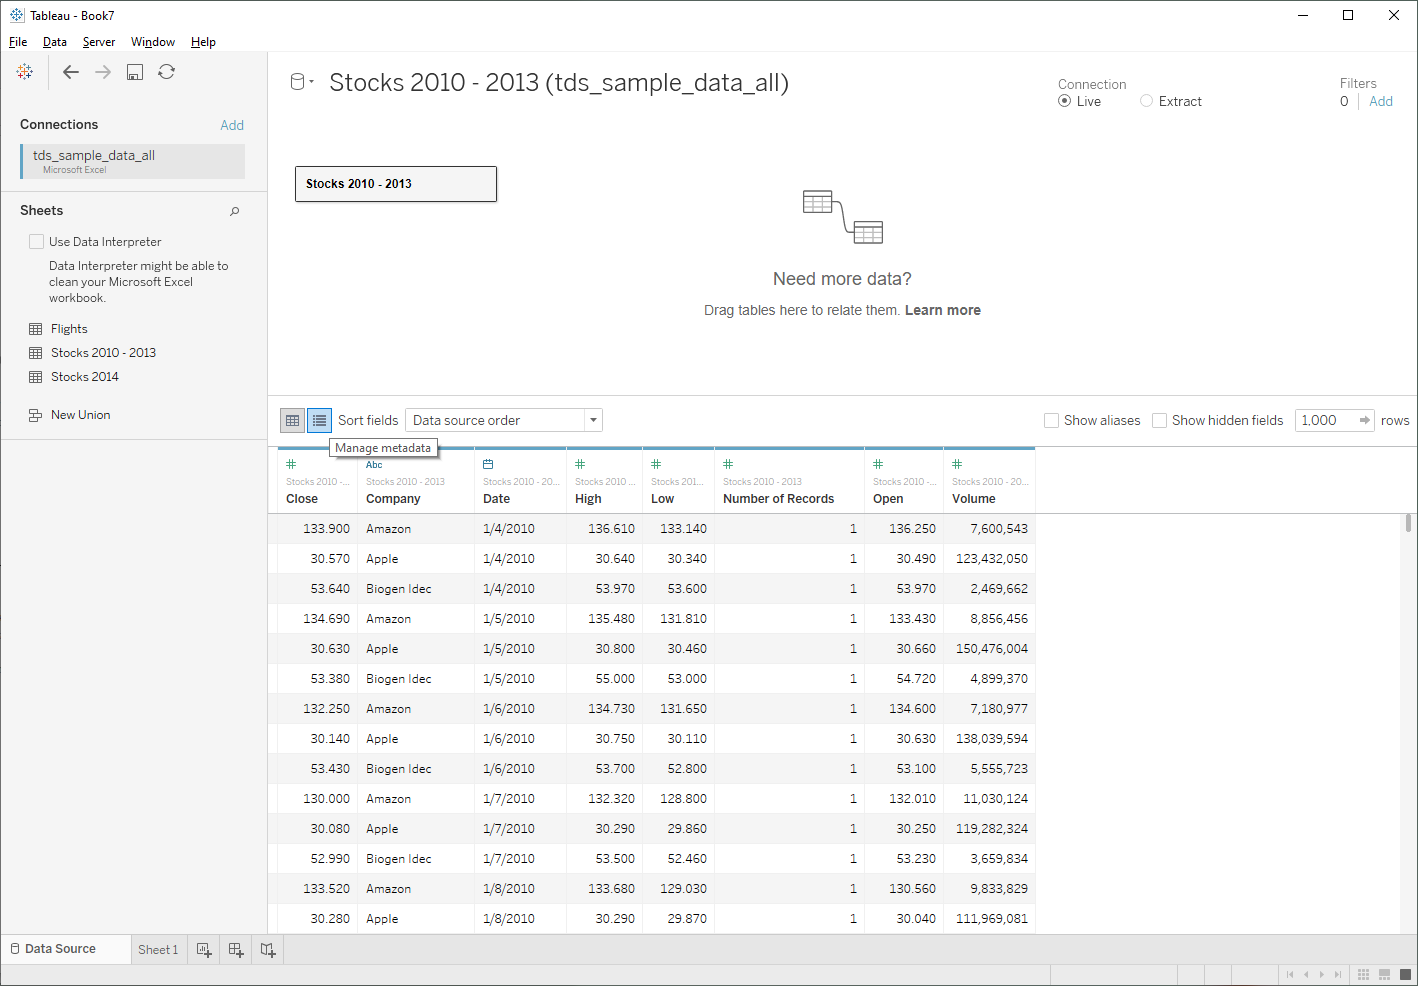 Tableau - Book7
File Data Server Window Help
Connections Add
tds_sample_data_all
Microsoft Excel
Sheets
Use Data Interpreter
Data Interpreter might be able to
clean your Microsoft Excel
workbook.
Flights
Stocks 2010 - 2013
Stocks 2014
New Union
Stocks 2010 - 2013 (tds_sample_data_all)
Connection
Live Extract
Filters
0 Add
Stocks 2010 - 2013
Need more data?
Drag tables here to relate them. Learn more
Sort fields Data source order Show aliases Show hidden fields 1,000 rows
Manage metadata
Abc
Stocks 2010 -... Stocks 2010 - 2013 Stocks 2010 - 20... Stocks 2010 ... Stocks 201... Stocks 2010 - 2013 Stocks 2010 -... Stocks 2010 - 20...
Close Company Date High Low Number of Records Open Volume
133.900 Amazon 1/4/2010 136.610 133.140 1 136.250 7,600,543
30.570 Apple 1/4/2010 30.640 30.340 1 30.490 123,432,050
53.640 Biogen Idec 1/4/2010 53.970 53.600 1 53.970 2,469,662
134.690 Amazon 1/5/2010 135.480 131.810 1 133.430 8,856,456
30.630 Apple 1/5/2010 30.800 30.460 1 30.660 150,476,004
53.380 Biogen Idec 1/5/2010 55.000 53.000 1 54.720 4,899,370
132.250 Amazon 1/6/2010 134.730 131.650 1 134.600 7,180,977
30.140 Apple 1/6/2010 30.750 30.110 1 30.630 138,039,594
53.430 Biogen Idec 1/6/2010 53.700 52.800 1 53.100 5,555,723
130.000 Amazon 1/7/2010 132.320 128.800 1 132.010 11,030,124
30.080 Apple 1/7/2010 30.290 29.860 1 30.250 119,282,324
52.990 Biogen Idec 1/7/2010 53.500 52.460 1 53.230 3,659,834
133.520 Amazon 1/8/2010 133.680 129.030 1 130.560 9,833,829
30.280 Apple 1/8/2010 30.290 29.870 1 30.040 111,969,081
Data Source Sheet 1